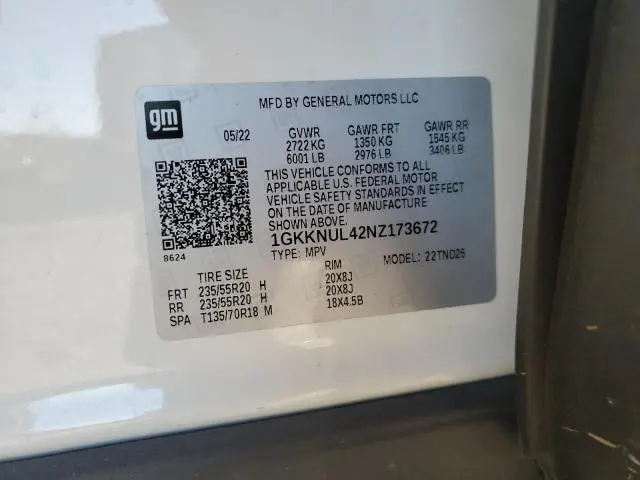 gm
MFD BY GENERAL MOTORS LLC
05/22 GVWR GAWR FRT GAWR RR
2722 KG 1350 KG 1545 KG
6001 LB 2976 LB 3406 LB
THIS VEHICLE CONFORMS TO ALL
APPLICABLE U.S. FEDERAL MOTOR
VEHICLE SAFETY STANDARDS IN EFFECT
ON THE DATE OF MANUFACTURE SHOWN ABOVE.
1GKKNUL42NZ173672
8624 TYPE: MPV MODEL: 22TND26
TIRE SIZE RIM
FRT 235/55R20 H 20X8J
RR 235/55R20 H 20X8J
SPA T135/70R18 M 18X4.5B